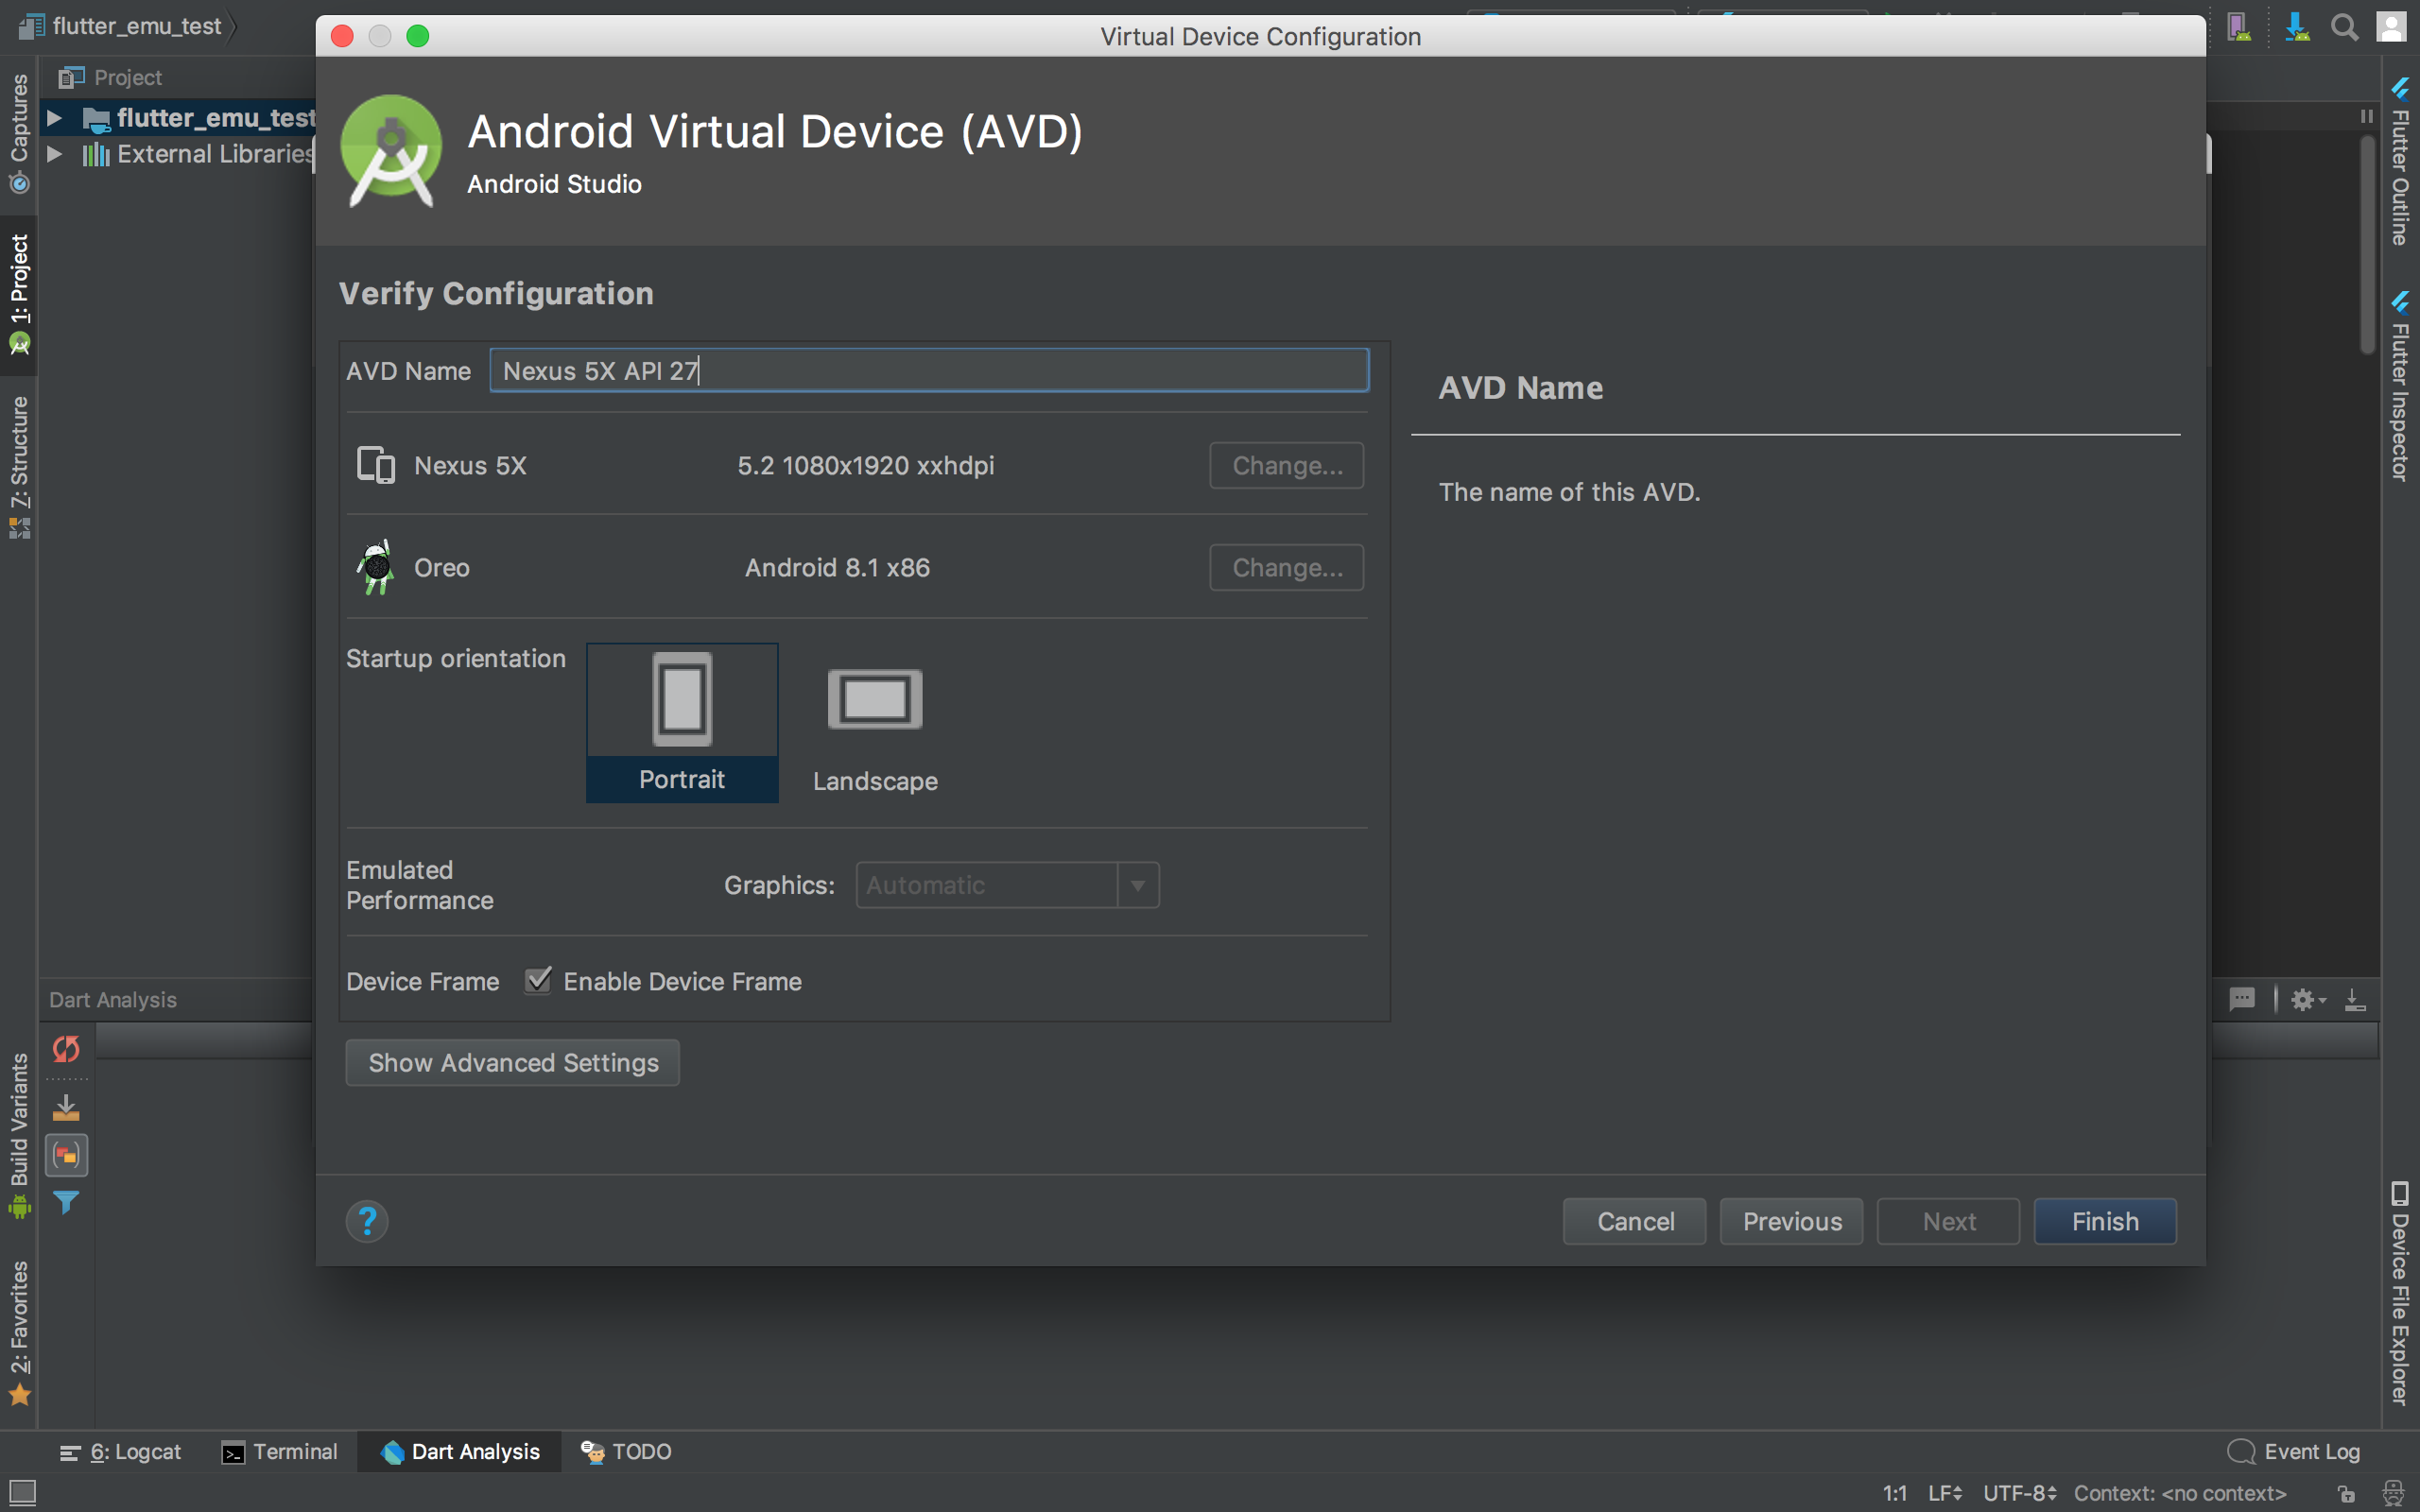 flutter_emu_test
Virtual Device Configuration
Captures
1: Project
7: Structure
Build Variants
2: Favorites
Project
flutter_emu_test
External Libraries
Android Virtual Device (AVD)
Android Studio
Verify Configuration
AVD Name
Nexus 5X API 27
Nexus 5X
5.2 1080x1920 xxhdpi
Change...
Oreo
Android 8.1 x86
Change...
Startup orientation
Portrait
Landscape
Emulated
Performance
Graphics:
Automatic
Device Frame
Enable Device Frame
Show Advanced Settings
AVD Name
The name of this AVD.
?
Cancel
Previous
Next
Finish
Flutter Outline
Flutter Inspector
Device File Explorer
Dart Analysis
6: Logcat
Terminal
Dart Analysis
TODO
Event Log
1:1
LF
UTF-8
Context: <no context>